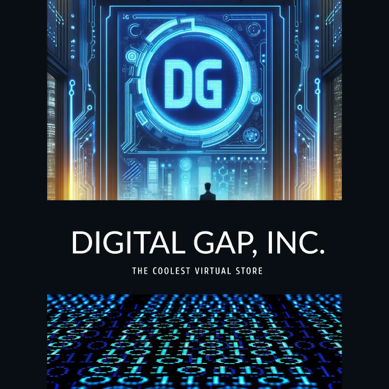 DG
DIGITAL GAP, INC.
THE COOLEST VIRTUAL STORE